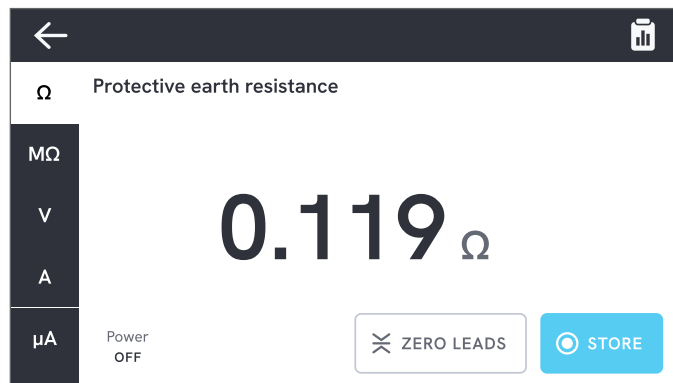 Ω
Protective earth resistance
MΩ
V
A
µA
0.119 Ω
Power
OFF
ZERO LEADS
STORE